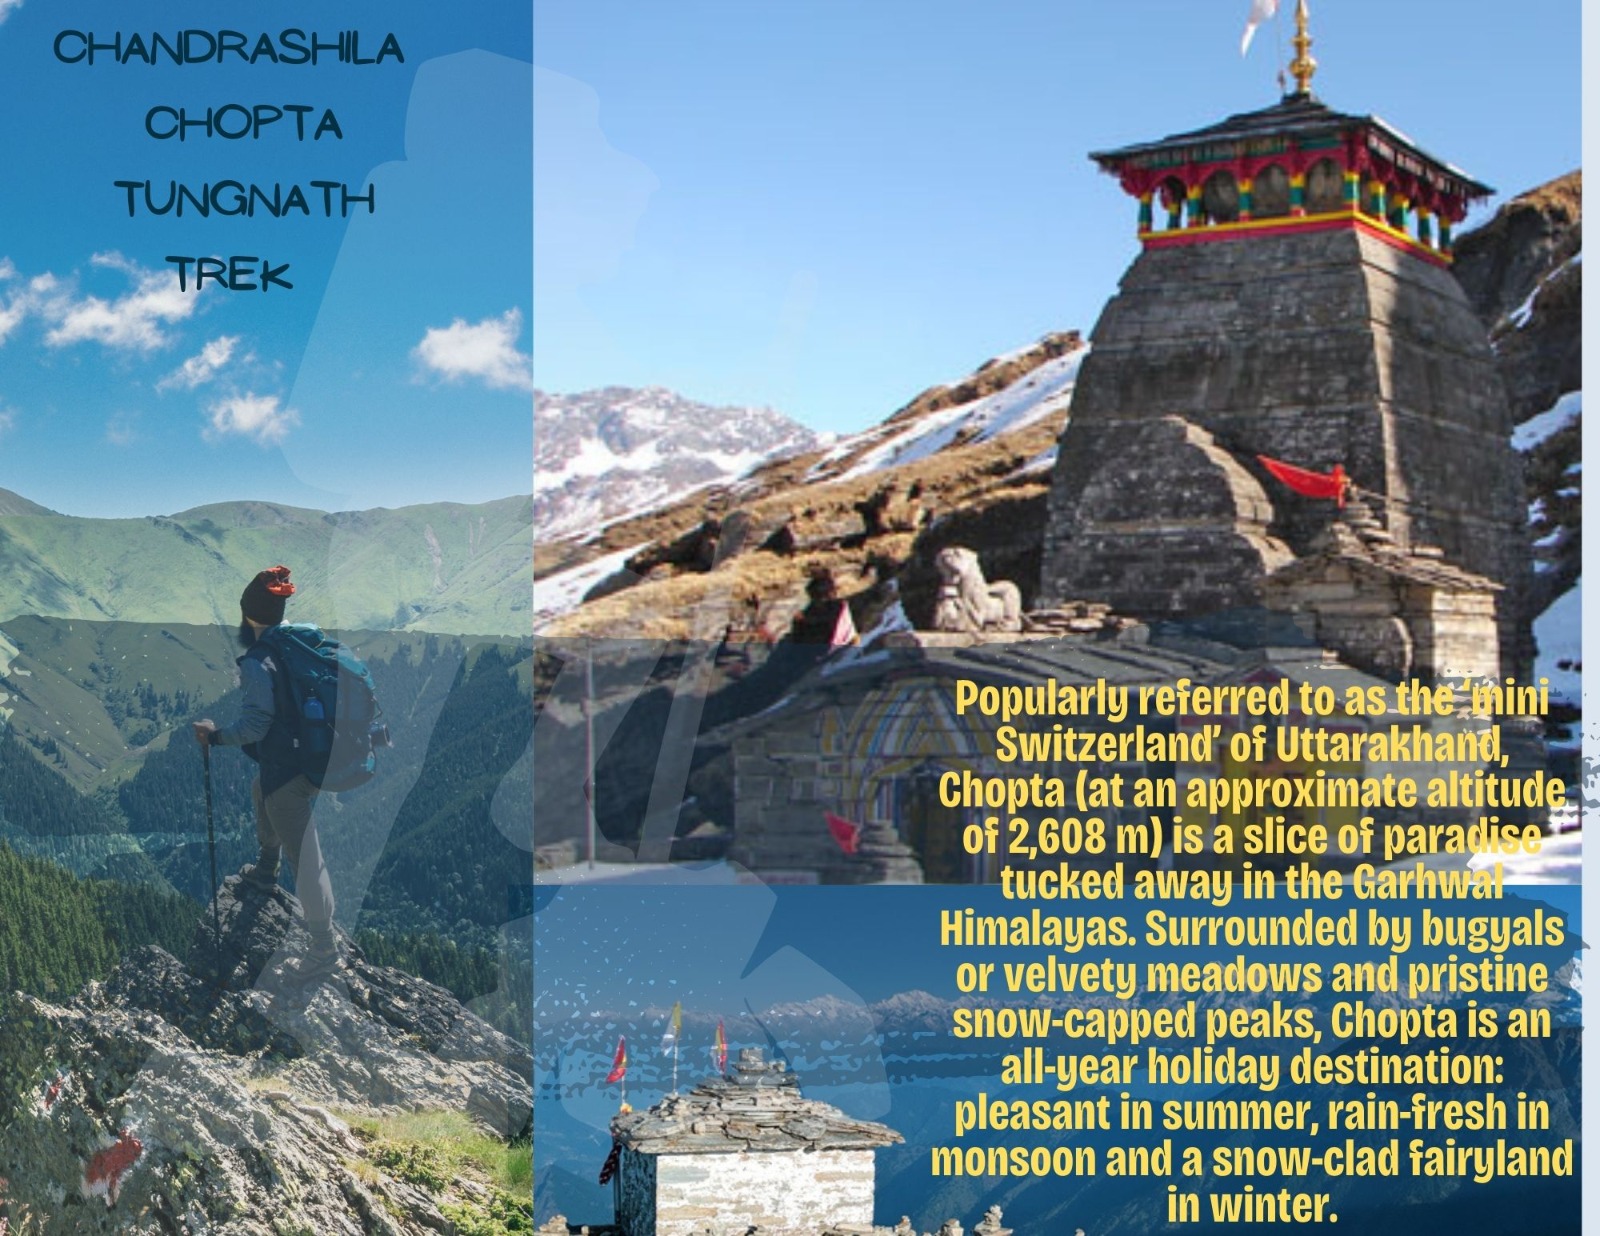 CHANDRASHILA
CHOPTA
TUNGNATH
TREK
Popularly referred to as the ‘mini
Switzerland’ of Uttarakhand,
Chopta (at an approximate altitude
of 2,608 m) is a slice of paradise
tucked away in the Garhwal
Himalayas. Surrounded by bugyals
or velvety meadows and pristine
snow-capped peaks, Chopta is an
all-year holiday destination:
pleasant in summer, rain-fresh in
monsoon and a snow-clad fairyland
in winter.